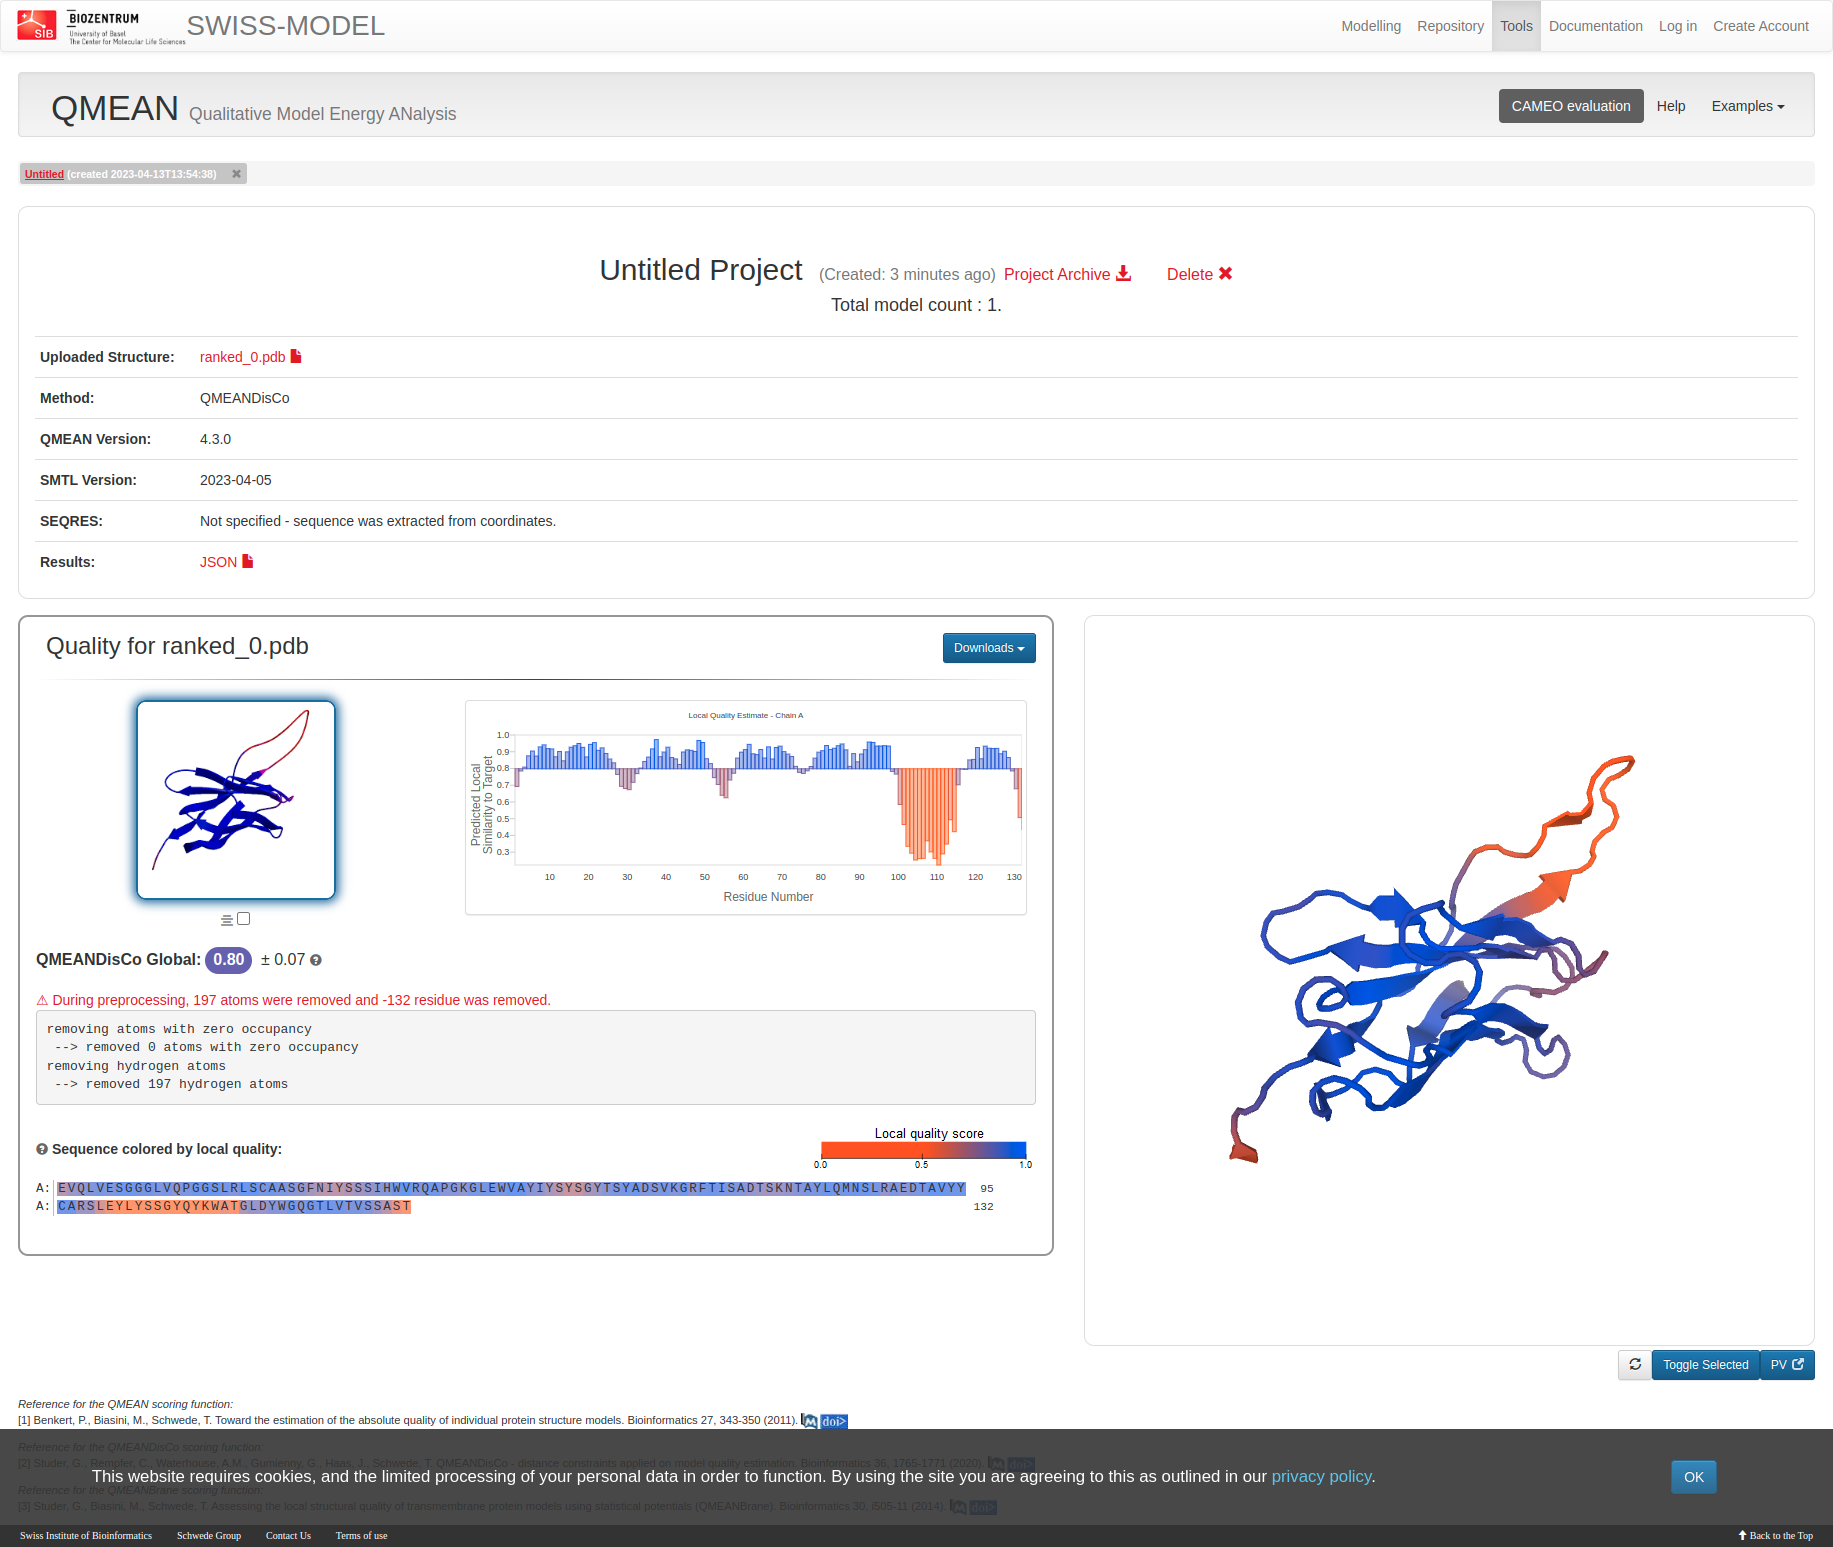 SIB
BIOZENTRUM
University of Basel
The Center for Molecular Life Sciences
SWISS-MODEL
Modelling Repository Tools Documentation Log in Create Account
QMEAN Qualitative Model Energy ANalysis
CAMEO evaluation Help Examples
Untitled (created 2023-04-13T13:54:38)
Untitled Project (Created: 3 minutes ago) Project Archive Delete
Total model count : 1.
Uploaded Structure: ranked_0.pdb
Method: QMEANDisCo
QMEAN Version: 4.3.0
SMTL Version: 2023-04-05
SEQRES: Not specified - sequence was extracted from coordinates.
Results: JSON
Quality for ranked_0.pdb
Downloads
Local Quality Estimate - Chain A
Predicted Local
Similarity to Target
1.0
0.9
0.8
0.7
0.6
0.5
0.4
0.3
10 20 30 40 50 60 70 80 90 100 110 120 130
Residue Number
QMEANDisCo Global: 0.80 ± 0.07
During preprocessing, 197 atoms were removed and -132 residue was removed.
removing atoms with zero occupancy
--> removed 0 atoms with zero occupancy
removing hydrogen atoms
--> removed 197 hydrogen atoms
Sequence colored by local quality:
Local quality score
0.0 0.5 1.0
A: EVQLVESGGGLVQPGGSLRLSCAASGFNIYSSSIHWVRQAPGKGLEWVAYIYSYSGYTSYADSVKGRFTISADTSKNTAYLQMNSLRAEDTAVYY 95
A: CARSLEYLYSSGYQYKWATGLDYWGQGTLVTVSSAST 132
Toggle Selected PV
Reference for the QMEAN scoring function:
[1] Benkert, P., Biasini, M., Schwede, T. Toward the estimation of the absolute quality of individual protein structure models. Bioinformatics 27, 343-350 (2011). M doi>
Reference for the QMEANDisCo scoring function:
[2] Studer, G., Rempfer, C., Waterhouse, A.M., Gumienny, G., Haas, J., Schwede, T. QMEANDisCo - distance constraints applied on model quality estimation. Bioinformatics 36, 1765-1771 (2020). M doi>
This website requires cookies, and the limited processing of your personal data in order to function. By using the site you are agreeing to this as outlined in our privacy policy.
OK
Reference for the QMEANBrane scoring function:
[3] Studer, G., Biasini, M., Schwede, T. Assessing the local structural quality of transmembrane protein models using statistical potentials (QMEANBrane). Bioinformatics 30, i505-11 (2014). M doi>
Swiss Institute of Bioinformatics Schwede Group Contact Us Terms of use Back to the Top